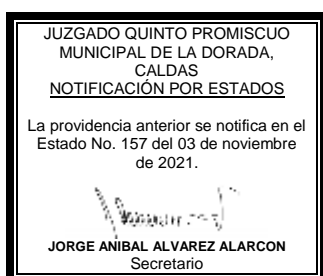 JUZGADO QUINTO PROMISCUO
MUNICIPAL DE LA DORADA,
CALDAS
NOTIFICACIÓN POR ESTADOS
La providencia anterior se notifica en el
Estado No. 157 del 03 de noviembre
de 2021.
JORGE ANIBAL ALVAREZ ALARCON
Secretario